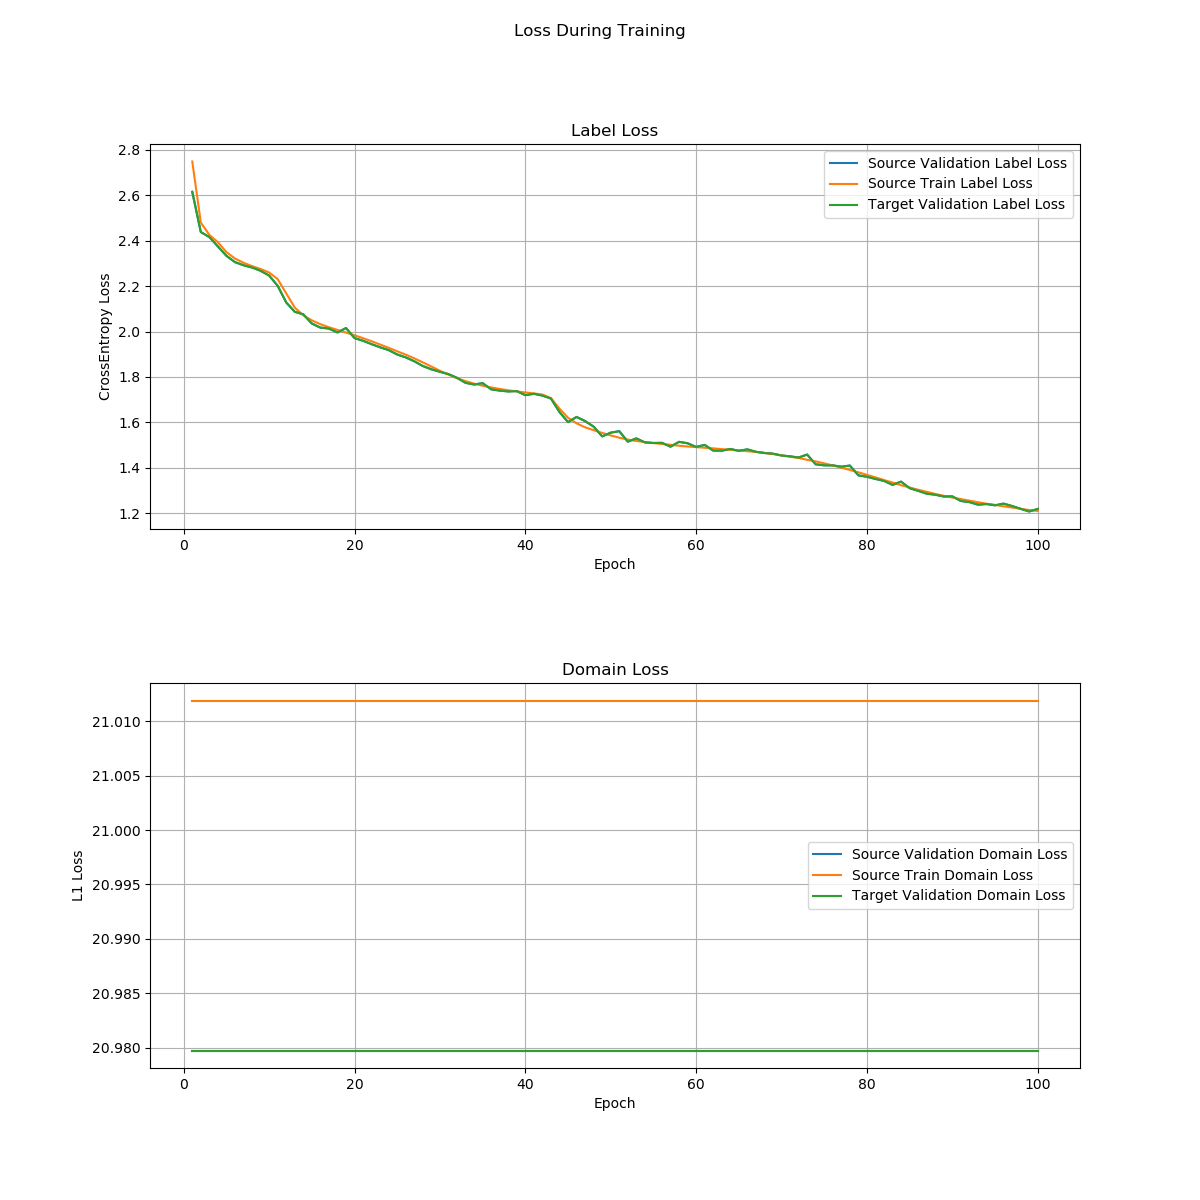 Loss During Training
Label Loss
2.8
2.6
2.4
2.2
2.0
1.8
1.6
1.4
1.2
CrossEntropy Loss
Source Validation Label Loss
Source Train Label Loss
Target Validation Label Loss
0 20 40 60 80 100
Epoch
Domain Loss
21.010
21.005
21.000
20.995
20.990
20.985
20.980
L1 Loss
Source Validation Domain Loss
Source Train Domain Loss
Target Validation Domain Loss
0 20 40 60 80 100
Epoch